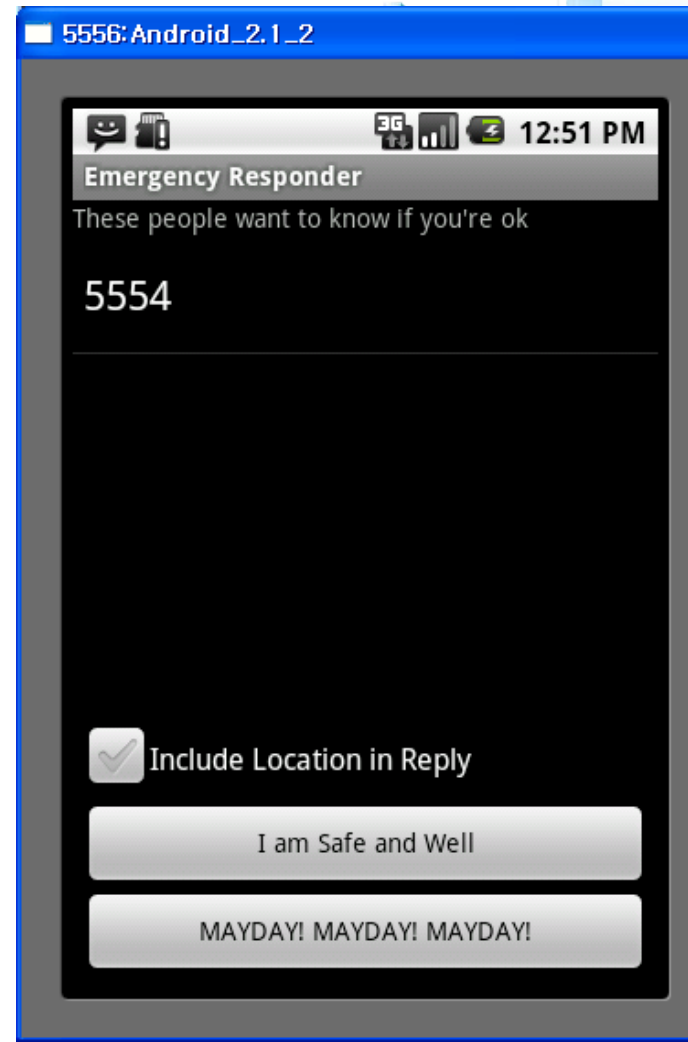 5556:Android_2.1_2
3G
12:51 PM
Emergency Responder
These people want to know if you're ok
5554
Include Location in Reply
I am Safe and Well
MAYDAY! MAYDAY! MAYDAY!